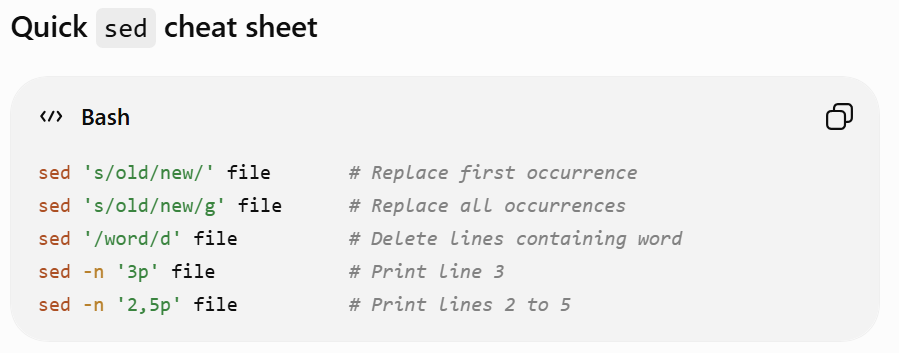 Quick sed cheat sheet
</> Bash
sed 's/old/new/' file       # Replace first occurrence
sed 's/old/new/g' file      # Replace all occurrences
sed '/word/d' file          # Delete lines containing word
sed -n '3p' file            # Print line 3
sed -n '2,5p' file          # Print lines 2 to 5